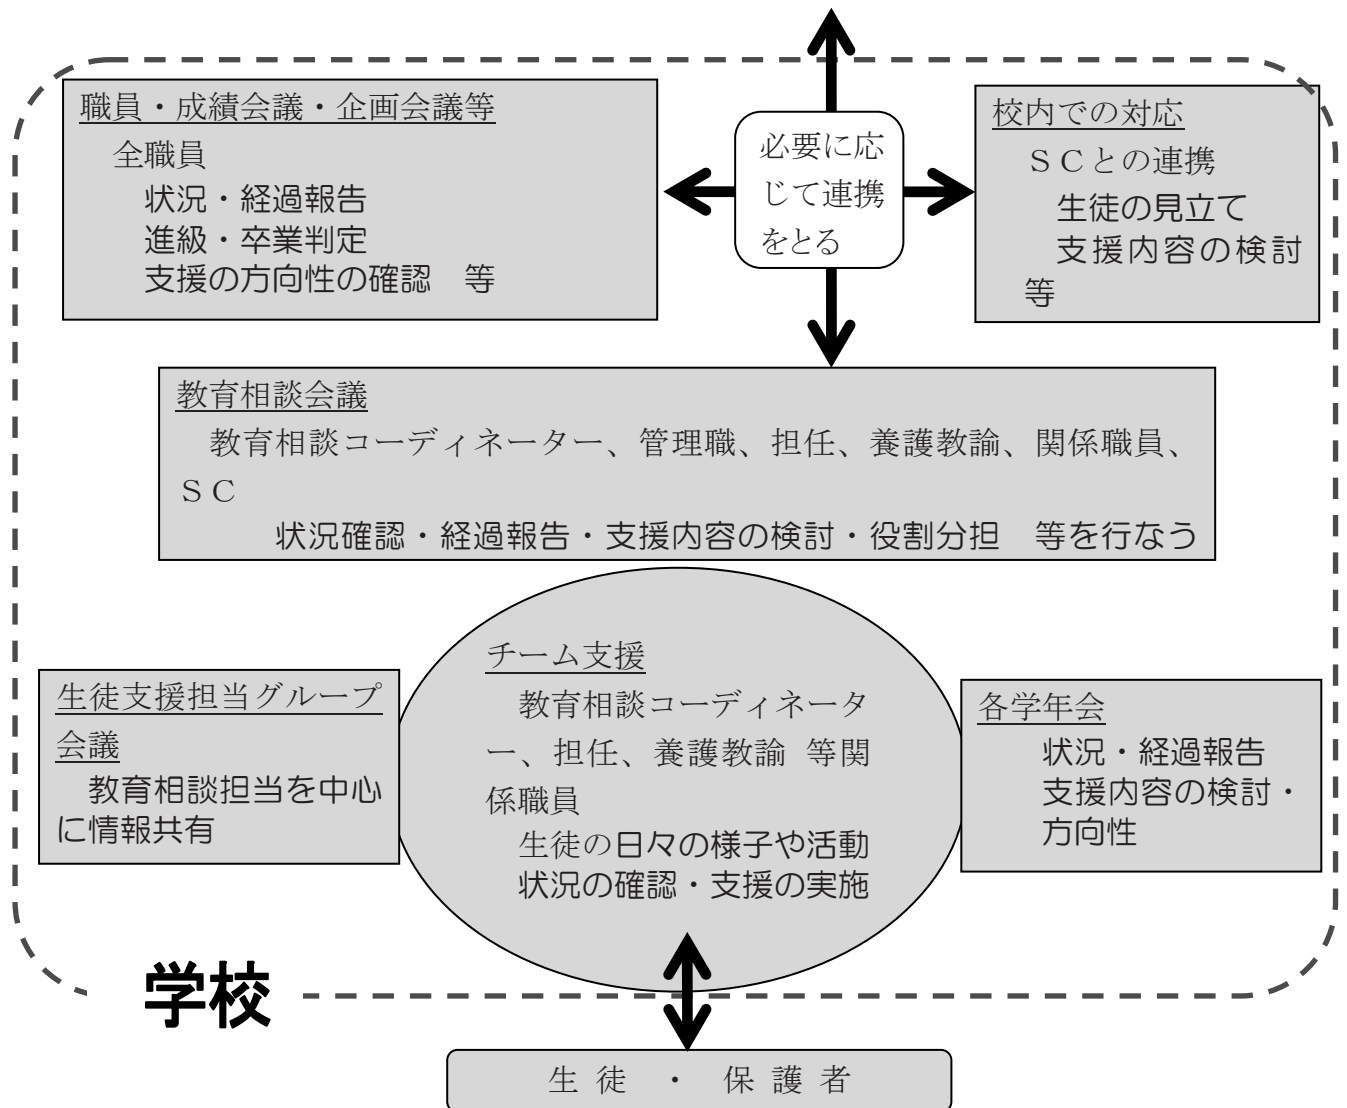 職員・成績会議・企画会議等
全職員
状況・経過報告
進級・卒業判定
支援の方向性の確認　等
必要に応
じて連携
をとる
校内での対応
ＳＣとの連携
生徒の見立て
支援内容の検討
等
教育相談会議
教育相談コーディネーター、管理職、担任、養護教諭、関係職員、
ＳＣ
状況確認・経過報告・支援内容の検討・役割分担　等を行なう
チーム支援
教育相談コーディネータ
ー、担任、養護教諭 等関
係職員
生徒の日々の様子や活動
状況の確認・支援の実施
生徒支援担当グループ
会議
教育相談担当を中心
に情報共有
各学年会
状況・経過報告
支援内容の検討・
方向性
学校
生 徒　・　保 護 者